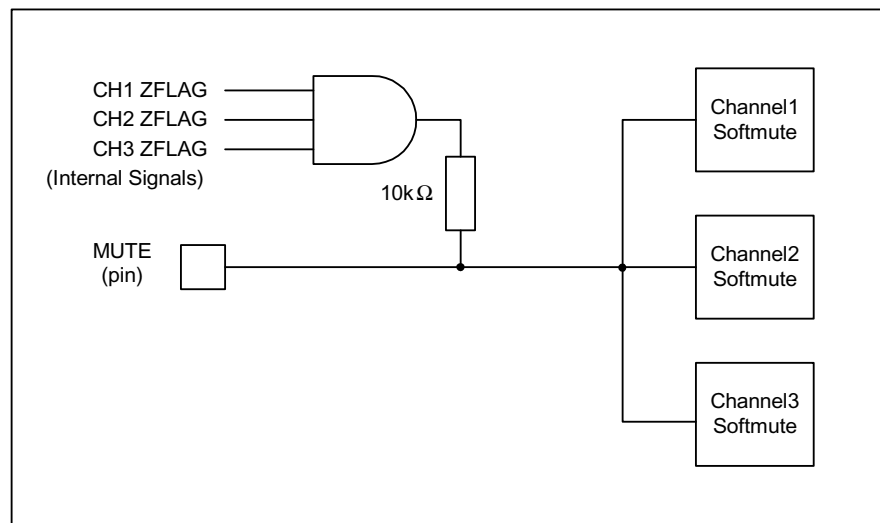 CH1 ZFLAG
CH2 ZFLAG
CH3 ZFLAG
(Internal Signals)
10kΩ
MUTE
(pin)
Channel1
Softmute
Channel2
Softmute
Channel3
Softmute